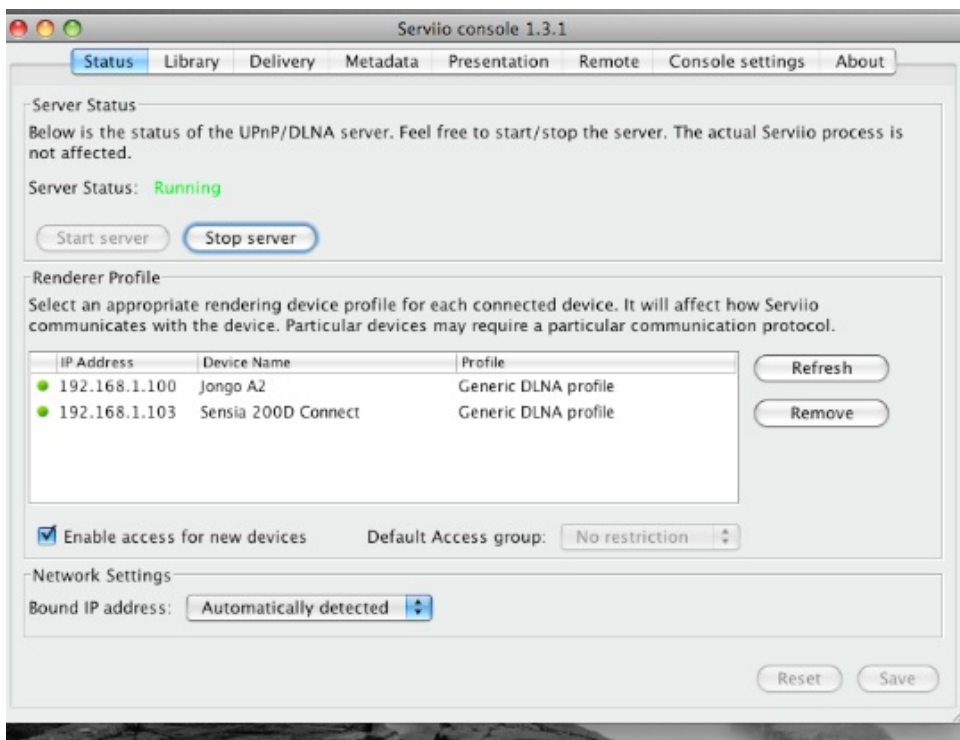 Serviio console 1.3.1
Status Library Delivery Metadata Presentation Remote Console settings About
Server Status
Below is the status of the UPnP/DLNA server. Feel free to start/stop the server. The actual Serviio process is
not affected.
Server Status: Running
Start server Stop server
Renderer Profile
Select an appropriate rendering device profile for each connected device. It will affect how Serviio
communicates with the device. Particular devices may require a particular communication protocol.
IP Address Device Name Profile
192.168.1.100 Jongo A2 Generic DLNA profile
192.168.1.103 Sensia 200D Connect Generic DLNA profile
Refresh
Remove
Enable access for new devices Default Access group: No restriction
Network Settings
Bound IP address: Automatically detected
Reset Save